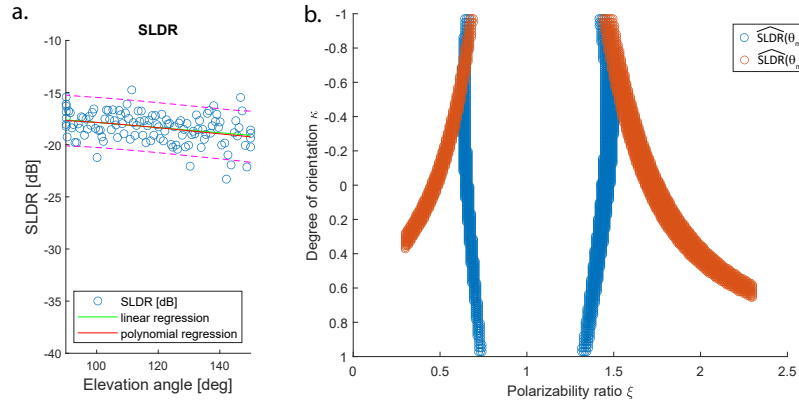 a.
SLDR
-10
-15
-20
-25
-30
-35
-40
SLDR [dB]
100 120 140
Elevation angle [deg]
SLDR [dB]
linear regression
polynomial regression
b.
-1
-0.8
-0.6
-0.4
-0.2
0
0.2
0.4
0.6
0.8
1
Degree of orientation κ
0 0.5 1 1.5 2 2.5
Polarizability ratio ξ
SLDR(θ
SLDR(θ